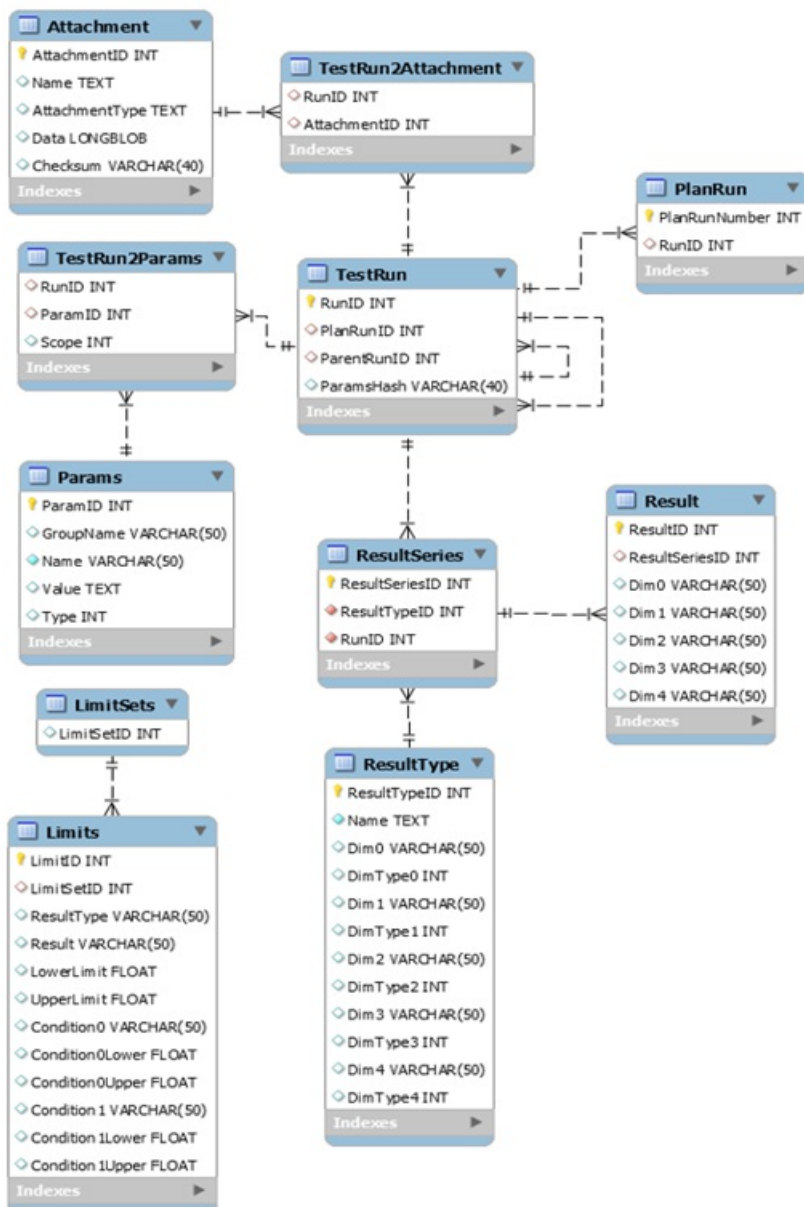 Attachment
AttachmentID INT
Name TEXT
AttachmentType TEXT
Data LONGBLOB
Checksum VARCHAR(40)
Indexes
TestRun2Attachment
RunID INT
AttachmentID INT
Indexes
PlanRun
PlanRunNumber INT
RunID INT
Indexes
TestRun2Params
RunID INT
ParamID INT
Scope INT
Indexes
TestRun
RunID INT
PlanRunID INT
ParentRunID INT
ParamsHash VARCHAR(40)
Indexes
Params
ParamID INT
GroupName VARCHAR(50)
Name VARCHAR(50)
Value TEXT
Type INT
Indexes
ResultSeries
ResultSeriesID INT
ResultTypeID INT
RunID INT
Indexes
Result
ResultID INT
ResultSeriesID INT
Dim0 VARCHAR(50)
Dim1 VARCHAR(50)
Dim2 VARCHAR(50)
Dim3 VARCHAR(50)
Dim4 VARCHAR(50)
Indexes
LimitSets
LimitSetID INT
Limits
LimitID INT
LimitSetID INT
ResultType VARCHAR(50)
Result VARCHAR(50)
LowerLimit FLOAT
UpperLimit FLOAT
Condition0 VARCHAR(50)
Condition0Lower FLOAT
Condition0Upper FLOAT
Condition1 VARCHAR(50)
Condition1Lower FLOAT
Condition1Upper FLOAT
Indexes
ResultType
ResultTypeID INT
Name TEXT
Dim0 VARCHAR(50)
DimType0 INT
Dim1 VARCHAR(50)
DimType1 INT
Dim2 VARCHAR(50)
DimType2 INT
Dim3 VARCHAR(50)
DimType3 INT
Dim4 VARCHAR(50)
DimType4 INT
Indexes